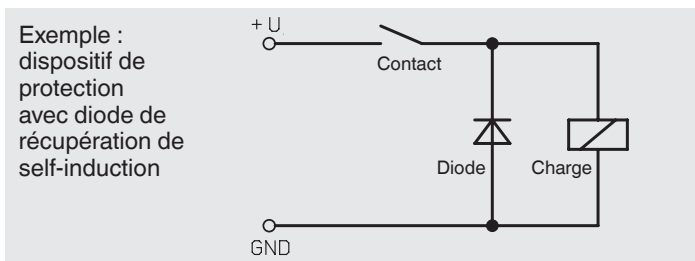 Exemple :
dispositif de
protection
avec diode de
récupération de
self-induction
+ U
Contact
Diode
Charge
GND